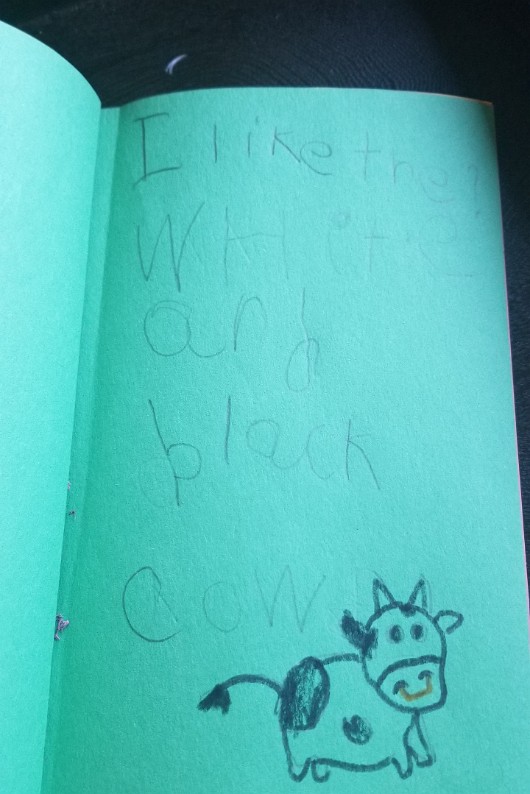 I like the
WHite
and
black
cow